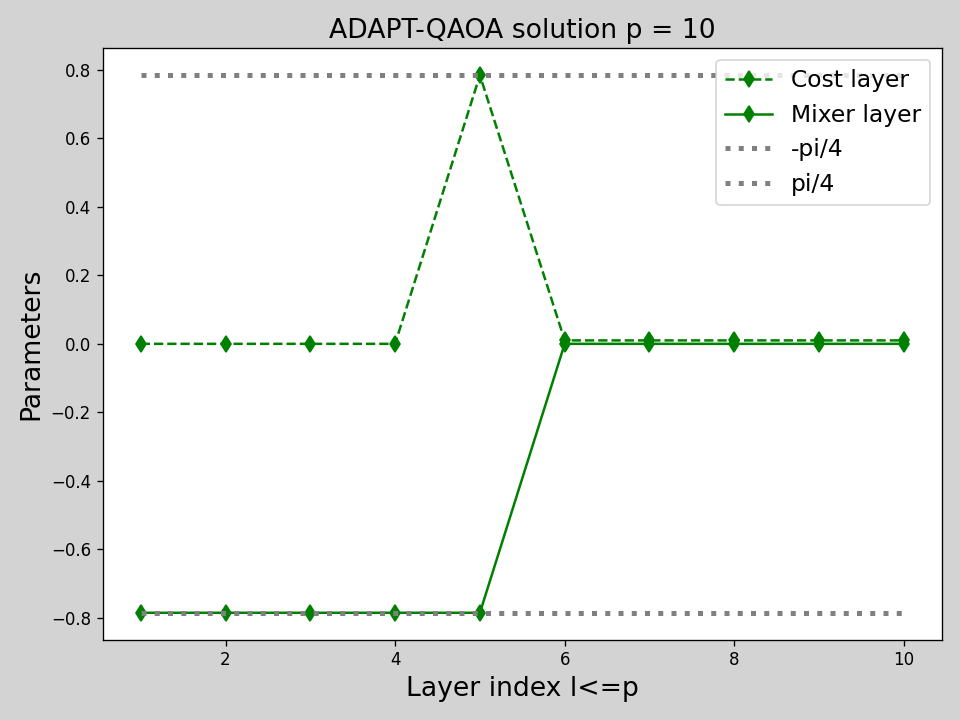 ADAPT-QAOA solution p = 10
Cost layer
Mixer layer
-pi/4
pi/4
0.8
0.6
0.4
0.2
0.0
−0.2
−0.4
−0.6
−0.8
Parameters
2 4 6 8 10
Layer index l<=p